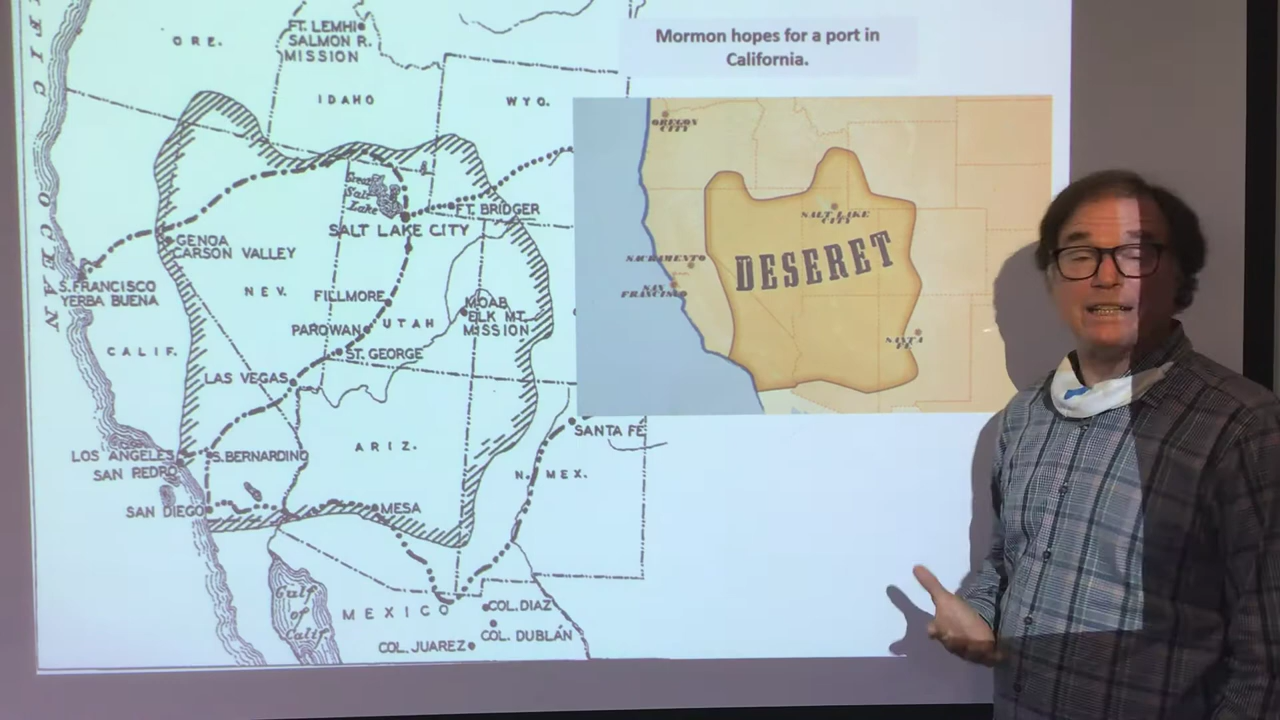 FT. LEMHI
SALMON R.
MISSION
ORE.
IDAHO
WYO.
Great
Salt
Lake
FT. BRIDGER
SALT LAKE CITY
GENOA
CARSON VALLEY
S. FRANCISCO
YERBA BUENA
NEV.
FILLMORE
MOAB
ELK MT.
MISSION
PAROWAN
UTAH
CALIF.
ST. GEORGE
LAS VEGAS
LOS ANGELES
SAN PEDRO
S. BERNARDINO
ARIZ.
SANTA FE
N. MEX.
SAN DIEGO
MESA
Gulf
of
Calif
MEXICO
COL. DIAZ
COL. DUBLÁN
COL. JUAREZ
OCEAN
Mormon hopes for a port in
California.
OREGON
CITY
SALT LAKE
CITY
SACRAMENTO
SAN
FRANCISCO
DESERET
SANTA
FE